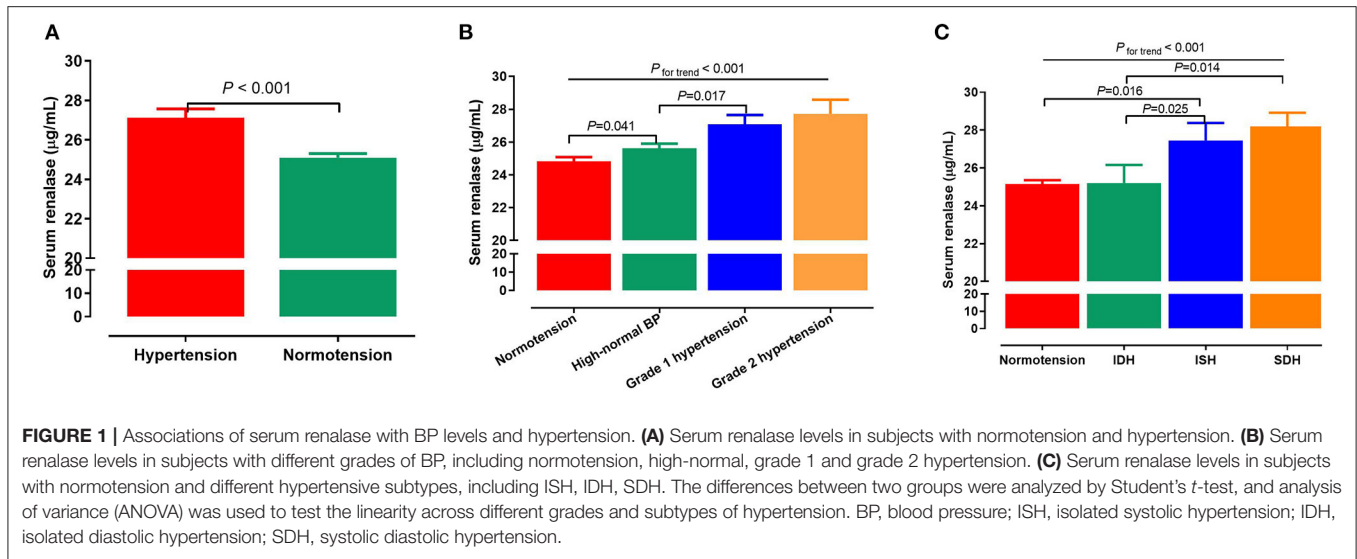 A
Serum renalase (μg/mL)
30
28
26
24
22
20
20
10
0
P < 0.001
Hypertension
Normotension
B
Serum renalase (μg/mL)
30
28
26
24
22
20
20
10
0
P for trend < 0.001
P=0.017
P=0.041
Normotension
High-normal BP
Grade 1 hypertension
Grade 2 hypertension
C
Serum renalase (μg/mL)
30
28
26
24
22
20
20
10
0
P for trend < 0.001
P=0.014
P=0.016
P=0.025
Normotension
IDH
ISH
SDH
FIGURE 1 | Associations of serum renalase with BP levels and hypertension. (A) Serum renalase levels in subjects with normotension and hypertension. (B) Serum
renalase levels in subjects with different grades of BP, including normotension, high-normal, grade 1 and grade 2 hypertension. (C) Serum renalase levels in subjects
with normotension and different hypertensive subtypes, including ISH, IDH, SDH. The differences between two groups were analyzed by Student's t-test, and analysis
of variance (ANOVA) was used to test the linearity across different grades and subtypes of hypertension. BP, blood pressure; ISH, isolated systolic hypertension; IDH,
isolated diastolic hypertension; SDH, systolic diastolic hypertension.